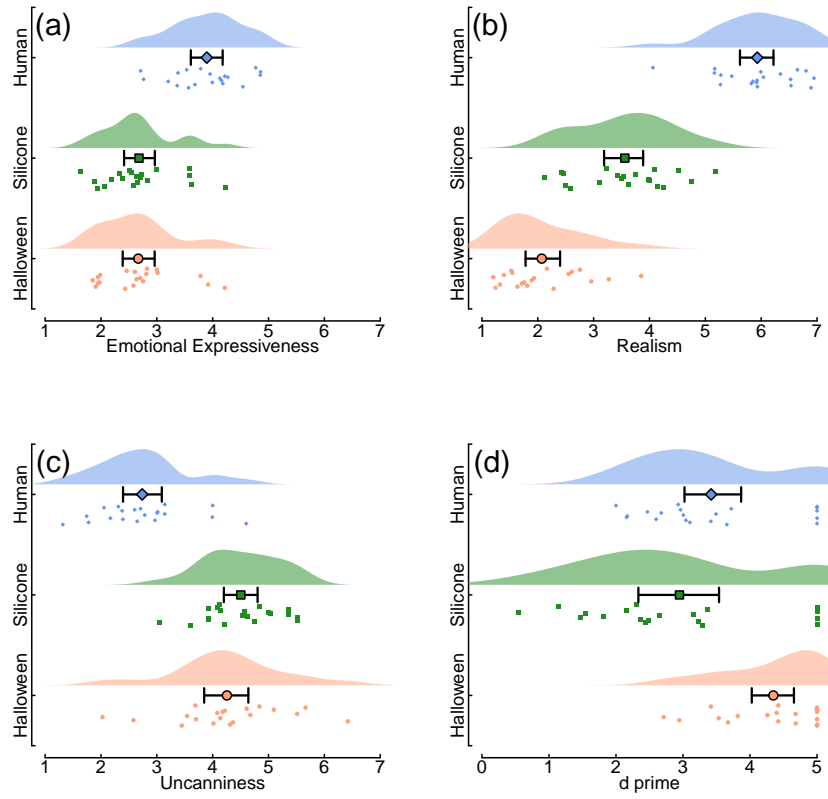 (a)
Human
Silicone
Halloween
1 2 3 4 5 6 7
Emotional Expressiveness
(b)
Human
Silicone
Halloween
1 2 3 4 5 6 7
Realism
(c)
Human
Silicone
Halloween
1 2 3 4 5 6 7
Uncanniness
(d)
Human
Silicone
Halloween
0 1 2 3 4 5
d prime